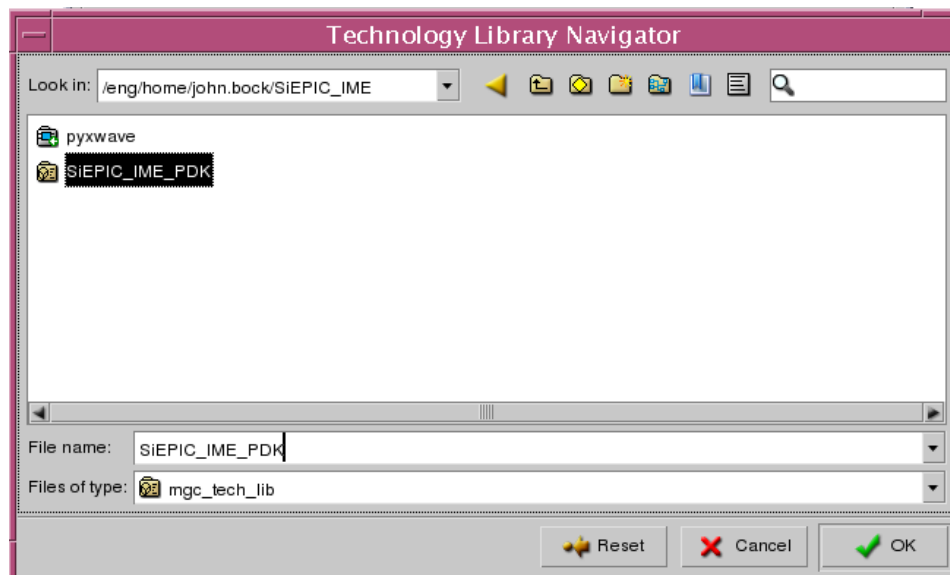 Technology Library Navigator
Look in: /eng/home/john.bock/SiEPIC_IME
pyxwave
SiEPIC_IME_PDK
File name: SiEPIC_IME_PDK
Files of type: mgc_tech_lib
Reset Cancel OK